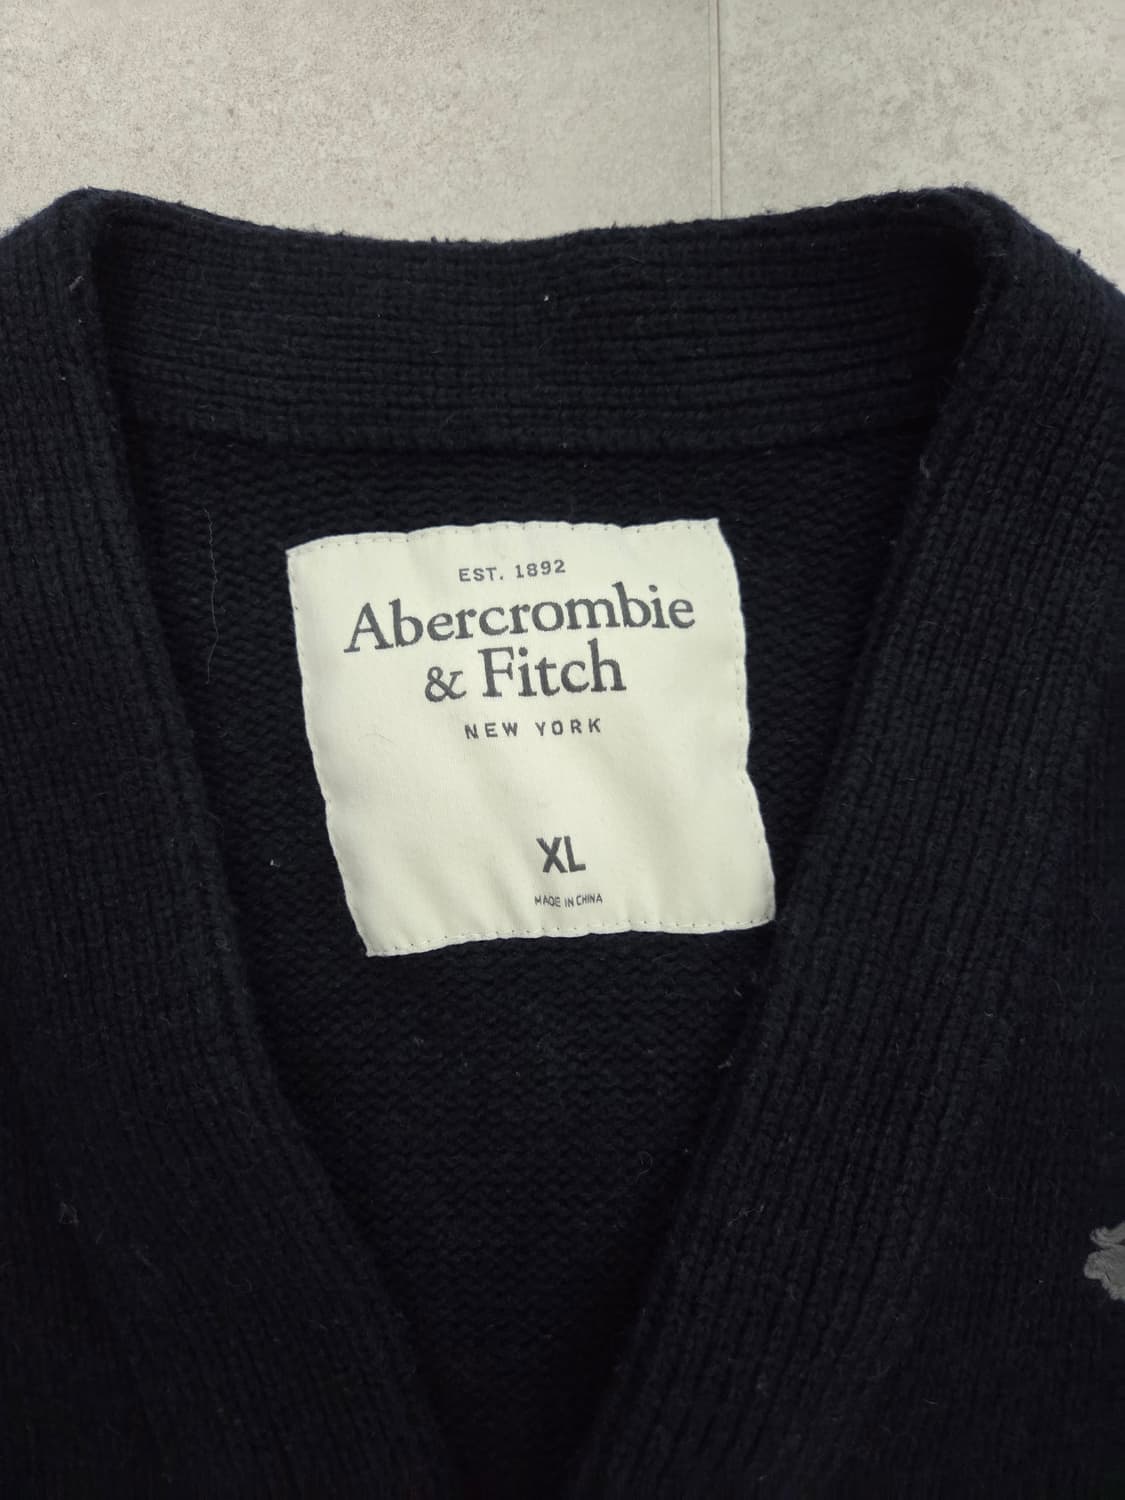 EST. 1892
Abercrombie
& Fitch
NEW YORK
XL
MADE IN CHINA